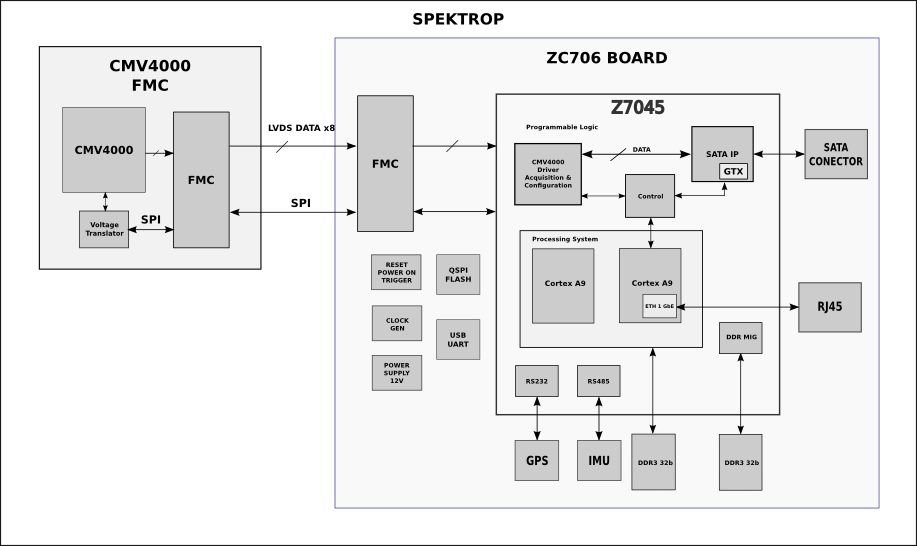 SPEKTROP
CMV4000
FMC
CMV4000
FMC
Voltage
Translator
SPI
LVDS DATA x8
SPI
ZC706 BOARD
FMC
RESET
POWER ON
TRIGGER
QSPI
FLASH
CLOCK
GEN
USB
UART
POWER
SUPPLY
12V
Z7045
Programmable Logic
CMV4000
Driver
Acquisition &
Configuration
DATA
SATA IP
GTX
Control
Processing System
Cortex A9
Cortex A9
ETH 1 GbE
DDR MIG
RS232
RS485
GPS
IMU
DDR3 32b
DDR3 32b
SATA
CONECTOR
RJ45